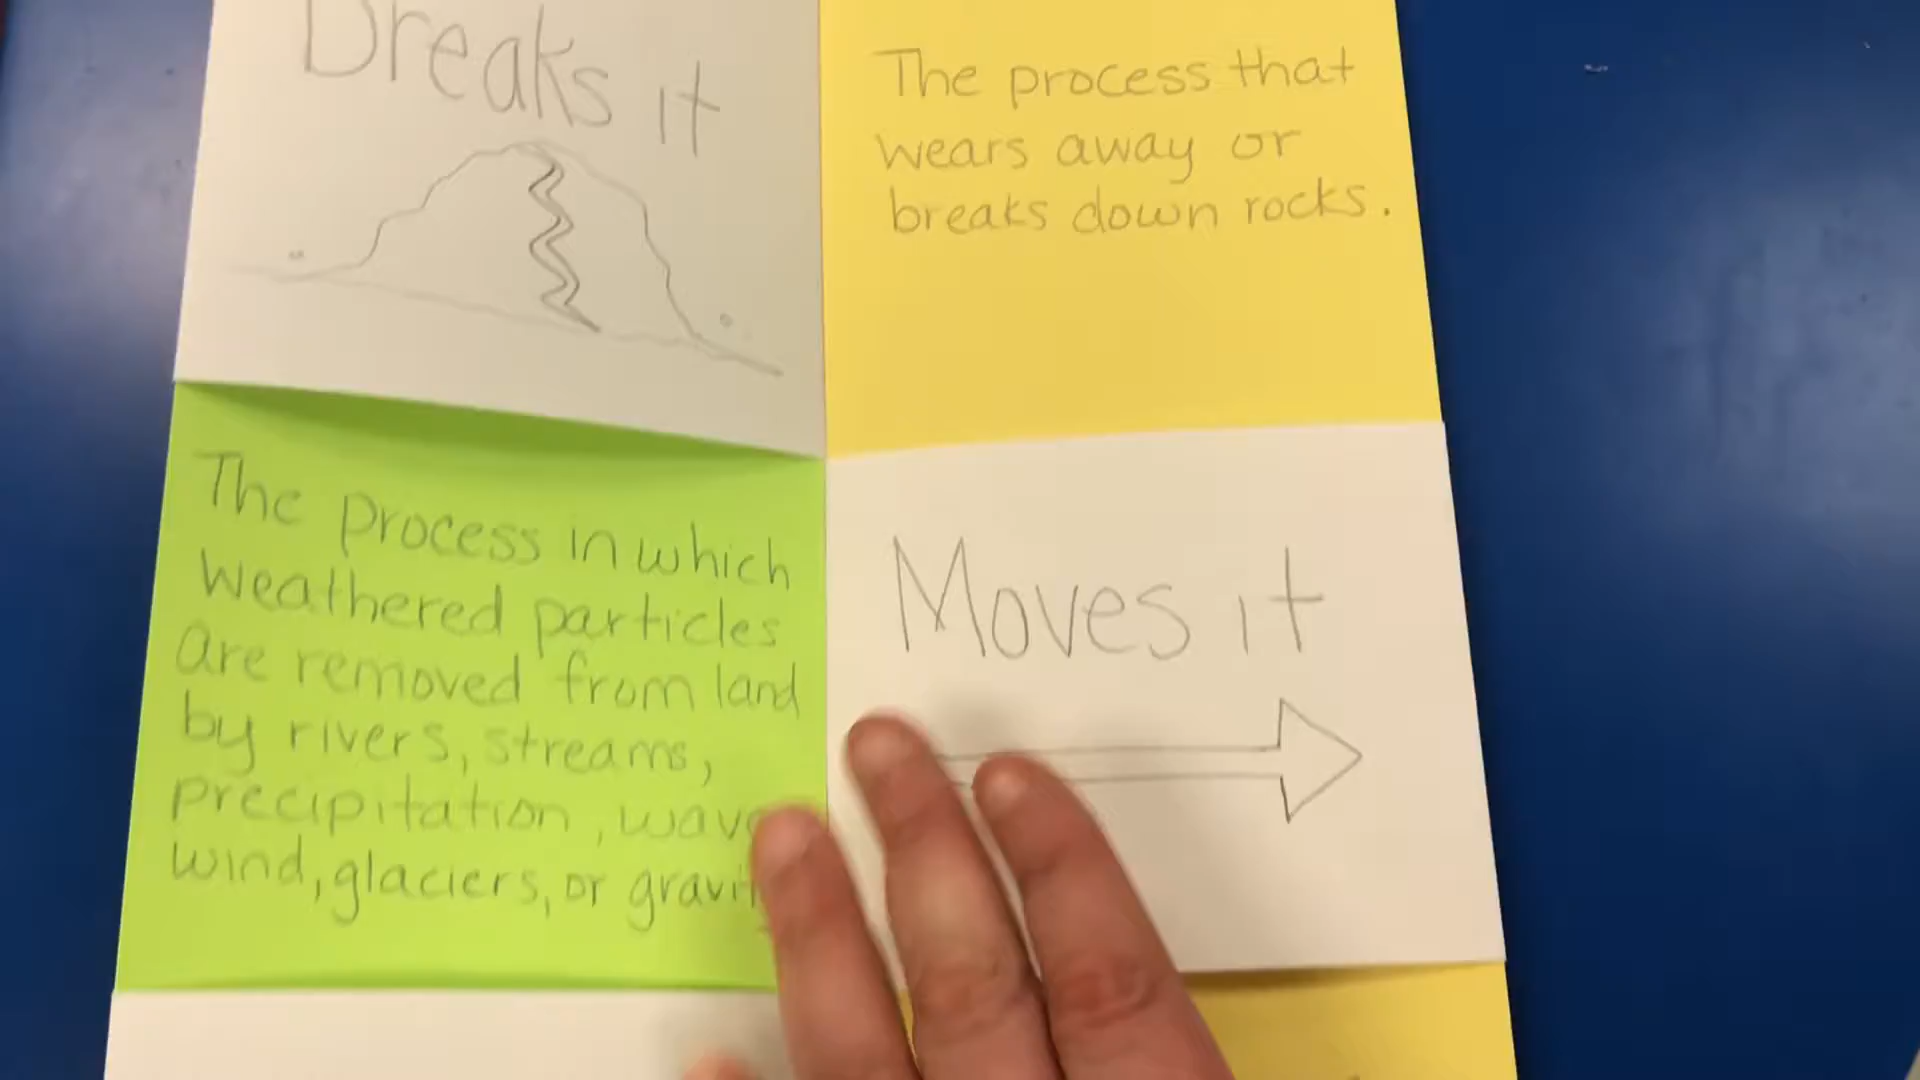 Breaks it
The process that
wears away or
breaks down rocks.
The process in which
weathered particles
are removed from land
by rivers, streams,
precipitation,
wind, glaciers, or
Moves it